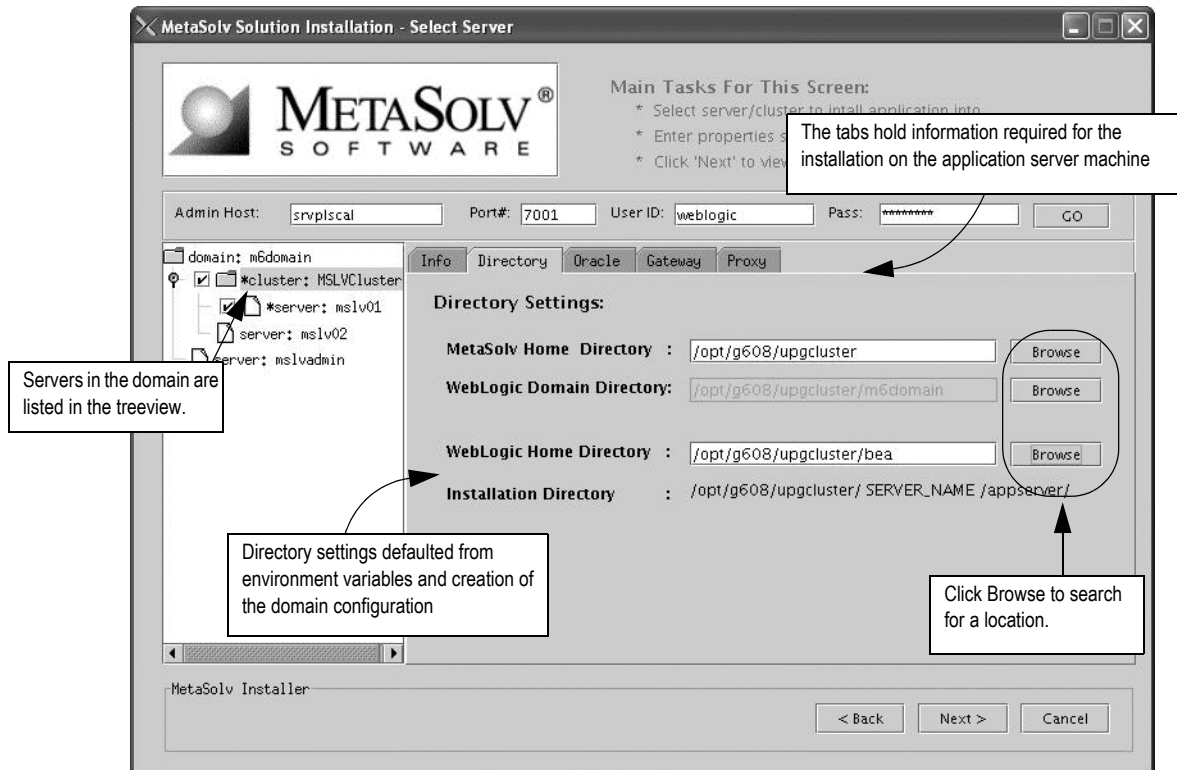 MetaSolv Solution Installation - Select Server
METASOLV ®
SOFTWARE
Main Tasks For This Screen:
* Select server/cluster to intall application into
* Enter properties s
* Click 'Next' to view
The tabs hold information required for the
installation on the application server machine
Admin Host: srvplscal Port#: 7001 User ID: weblogic Pass: ******** GO
domain: m6domain
*cluster: MSLVCluster
*server: mslv01
server: mslv02
server: mslvadmin
Servers in the domain are
listed in the treeview.
Info Directory Oracle Gateway Proxy
Directory Settings:
MetaSolv Home Directory : /opt/g608/upgcluster Browse
WebLogic Domain Directory: /opt/g608/upgcluster/m6domain Browse
WebLogic Home Directory : /opt/g608/upgcluster/bea Browse
Installation Directory : /opt/g608/upgcluster/ SERVER_NAME /appserver/
Directory settings defaulted from
environment variables and creation of
the domain configuration
Click Browse to search
for a location.
MetaSolv Installer
< Back Next > Cancel